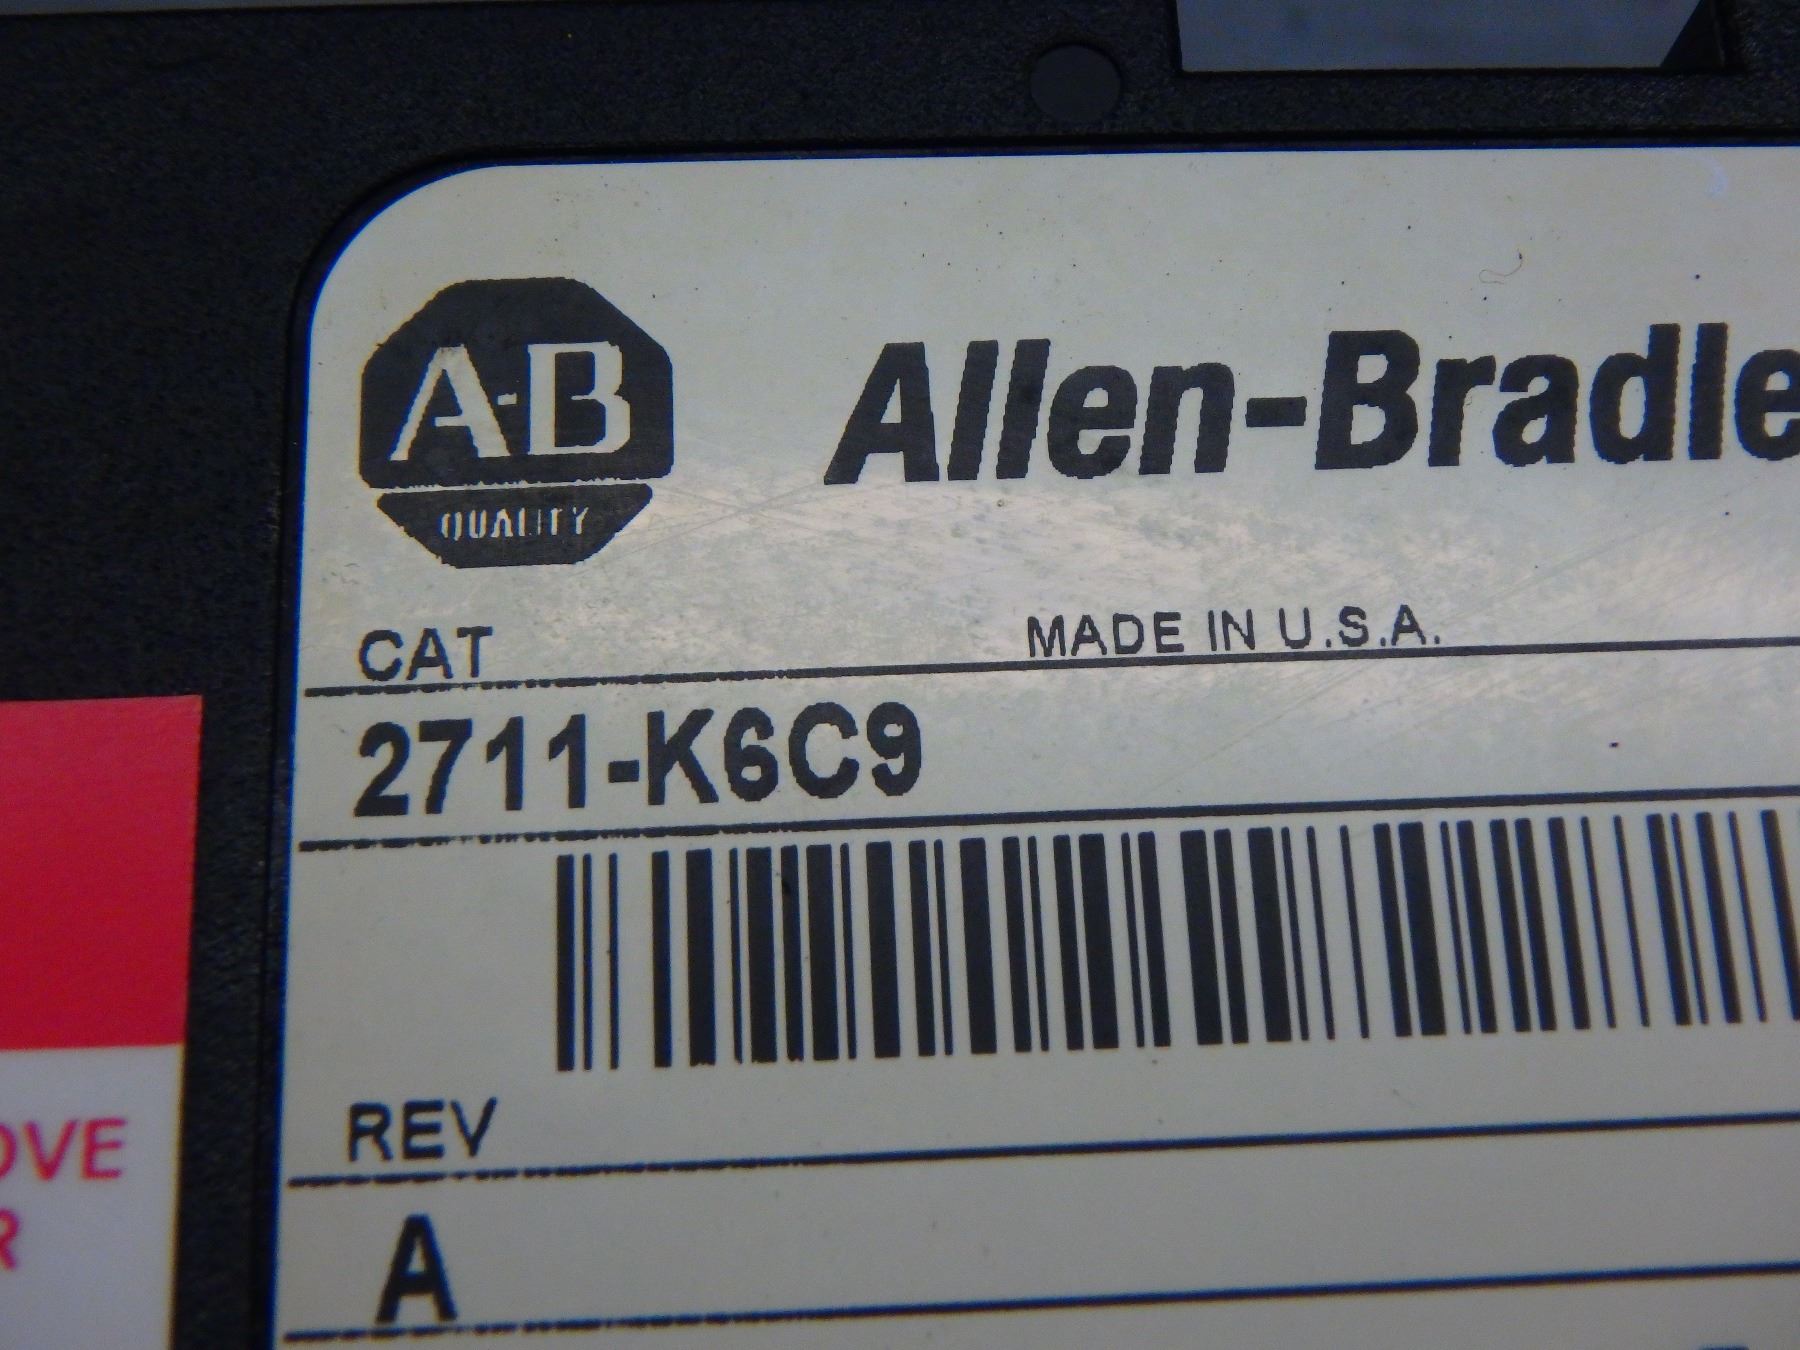 A-B
QUALITY
Allen-Bradle
CAT
MADE IN U.S.A.
2711-K6C9
REV
A
OVE
R